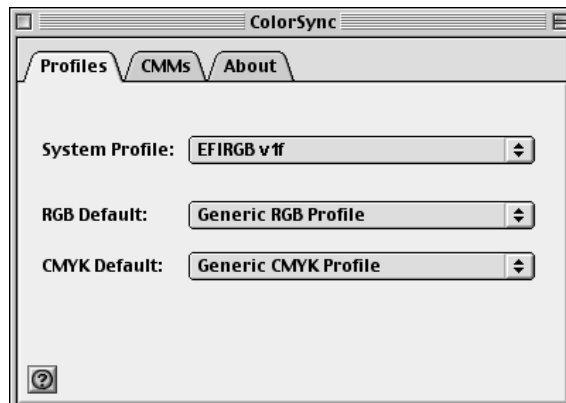 ColorSync
Profiles CMMs About
System Profile: EFIRGB v1f
RGB Default: Generic RGB Profile
CMYK Default: Generic CMYK Profile
?